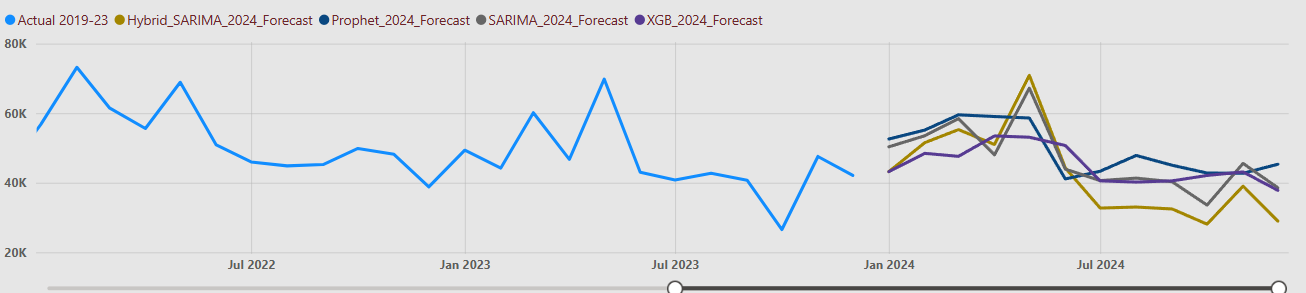 Actual 2019-23 Hybrid_SARIMA_2024_Forecast Prophet_2024_Forecast SARIMA_2024_Forecast XGB_2024_Forecast
80K
60K
40K
20K
Jul 2022 Jan 2023 Jul 2023 Jan 2024 Jul 2024